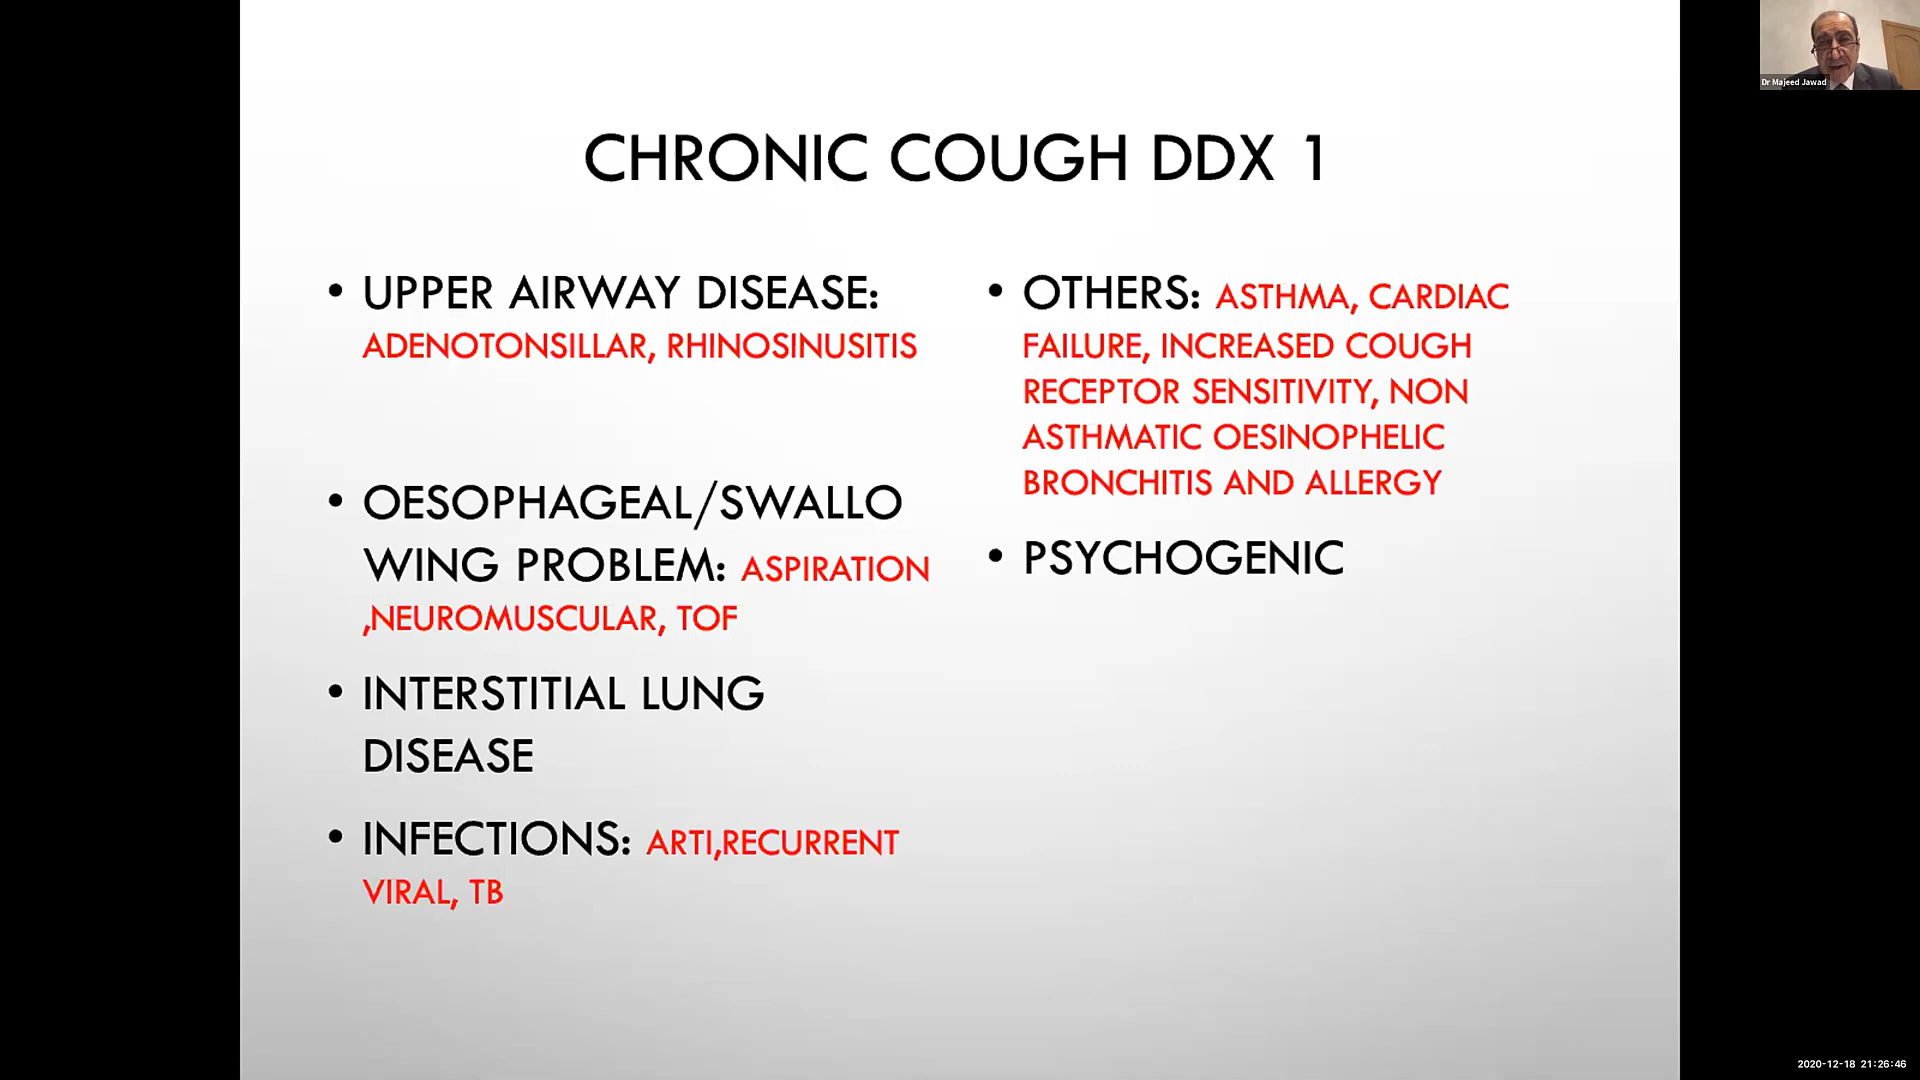 CHRONIC COUGH DDX 1
• UPPER AIRWAY DISEASE:
ADENOTONSILLAR, RHINOSINUSITIS
• OESOPHAGEAL/SWALLO
WING PROBLEM: ASPIRATION
,NEUROMUSCULAR, TOF
• INTERSTITIAL LUNG
DISEASE
• INFECTIONS: ARTI,RECURRENT
VIRAL, TB
• OTHERS: ASTHMA, CARDIAC
FAILURE, INCREASED COUGH
RECEPTOR SENSITIVITY, NON
ASTHMATIC OESINOPHELIC
BRONCHITIS AND ALLERGY
• PSYCHOGENIC
Dr Majeed Jawad
2020-12-18 21:26:46